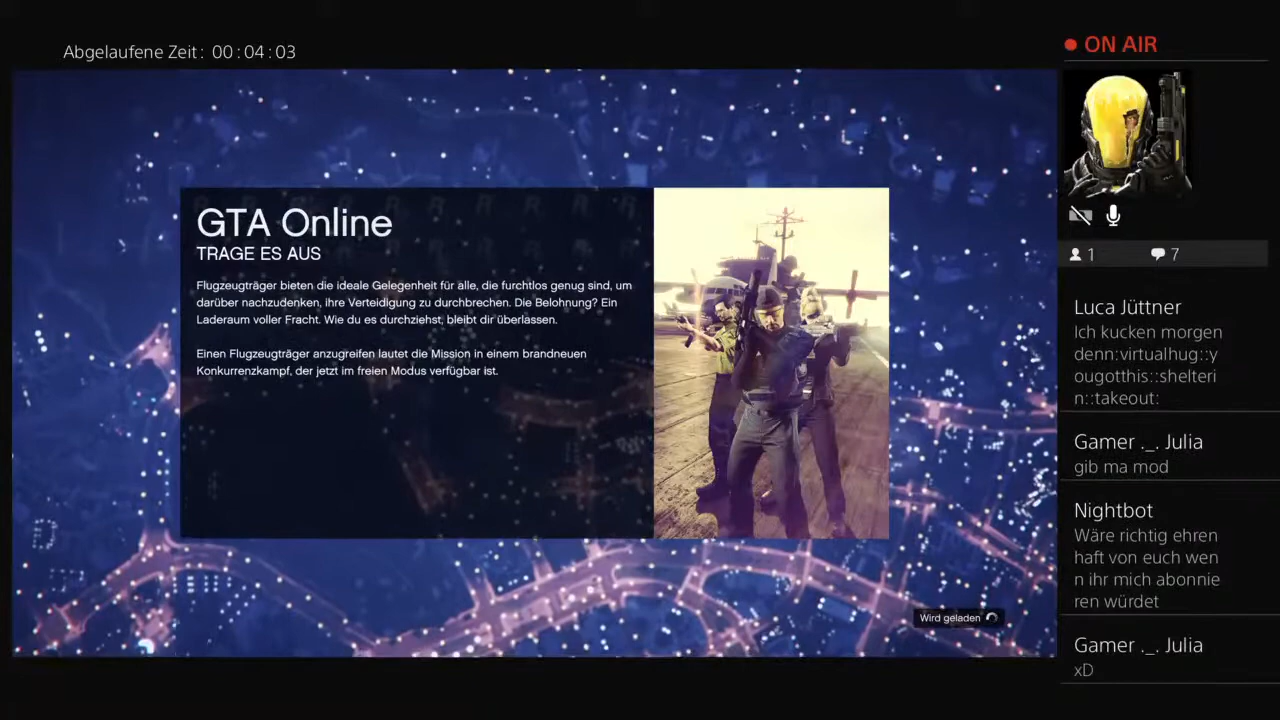 Abgelaufene Zeit: 00:04:03
ON AIR
GTA Online
TRAGE ES AUS
Flugzeugträger bieten die ideale Gelegenheit für alle, die furchtlos genug sind, um
darüber nachzudenken, ihre Verteidigung zu durchbrechen. Die Belohnung? Ein
Laderaum voller Fracht. Wie du es durchziehst, bleibt dir überlassen.
Einen Flugzeugträger anzugreifen lautet die Mission in einem brandneuen
Konkurrenzkampf, der jetzt im freien Modus verfügbar ist.
Wird geladen
1 7
Luca Jüttner
Ich kucken morgen
denn:virtualhug::y
ougotthis::shelteri
n::takeout:
Gamer ._. Julia
gib ma mod
Nightbot
Wäre richtig ehren
haft von euch wen
n ihr mich abonnie
ren würdet
Gamer ._. Julia
xD